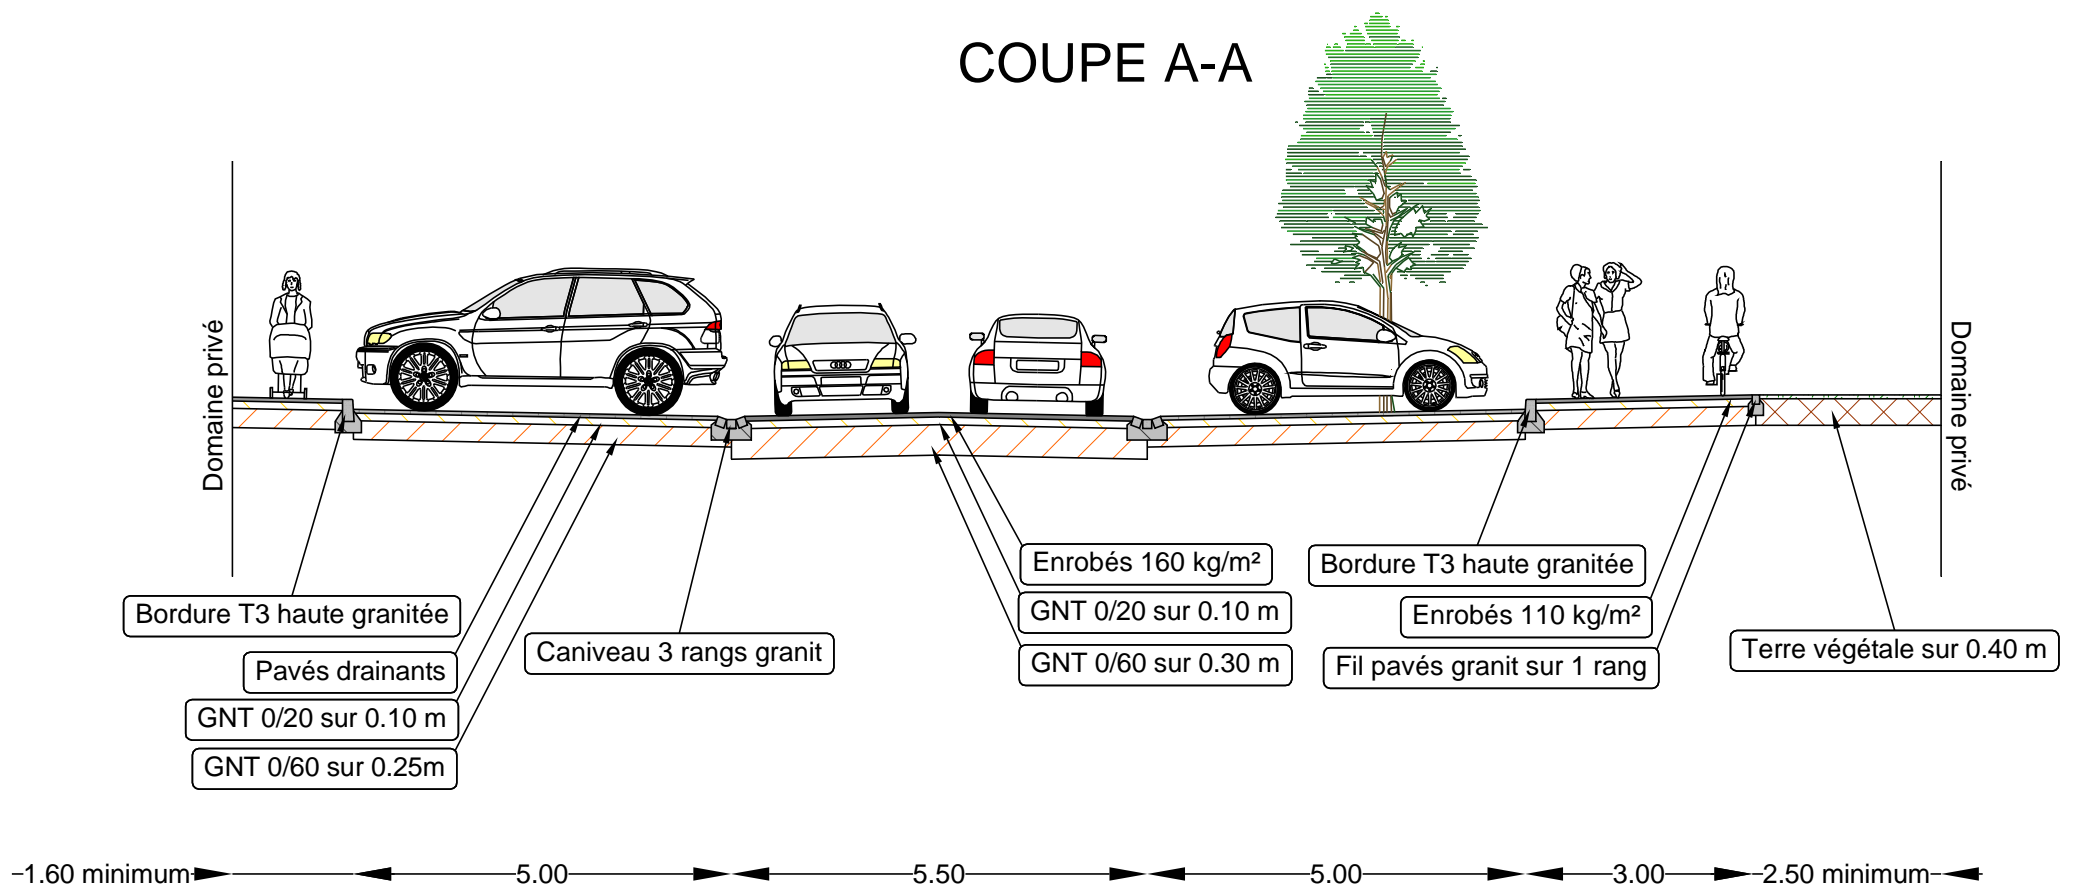 COUPE A-A
Domaine privé
Domaine privé
Enrobés 160 kg/m²
GNT 0/20 sur 0.10 m
GNT 0/60 sur 0.30 m
Bordure T3 haute granitée
Enrobés 110 kg/m²
Fil pavés granit sur 1 rang
Terre végétale sur 0.40 m
Bordure T3 haute granitée
Pavés drainants
GNT 0/20 sur 0.10 m
GNT 0/60 sur 0.25m
Caniveau 3 rangs granit
1.60 minimum 5.00 5.50 5.00 3.00 2.50 minimum